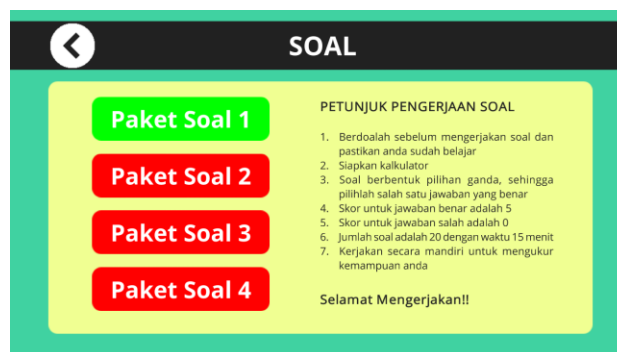 SOAL
Paket Soal 1
Paket Soal 2
Paket Soal 3
Paket Soal 4
PETUNJUK PENGERJAAN SOAL
1. Berdoalah sebelum mengerjakan soal dan
pastikan anda sudah belajar
2. Siapkan kalkulator
3. Soal berbentuk pilihan ganda, sehingga
pilihlah salah satu jawaban yang benar
4. Skor untuk jawaban benar adalah 5
5. Skor untuk jawaban salah adalah 0
6. Jumlah soal adalah 20 dengan waktu 15 menit
7. Kerjakan secara mandiri untuk mengukur
kemampuan anda
Selamat Mengerjakan!!